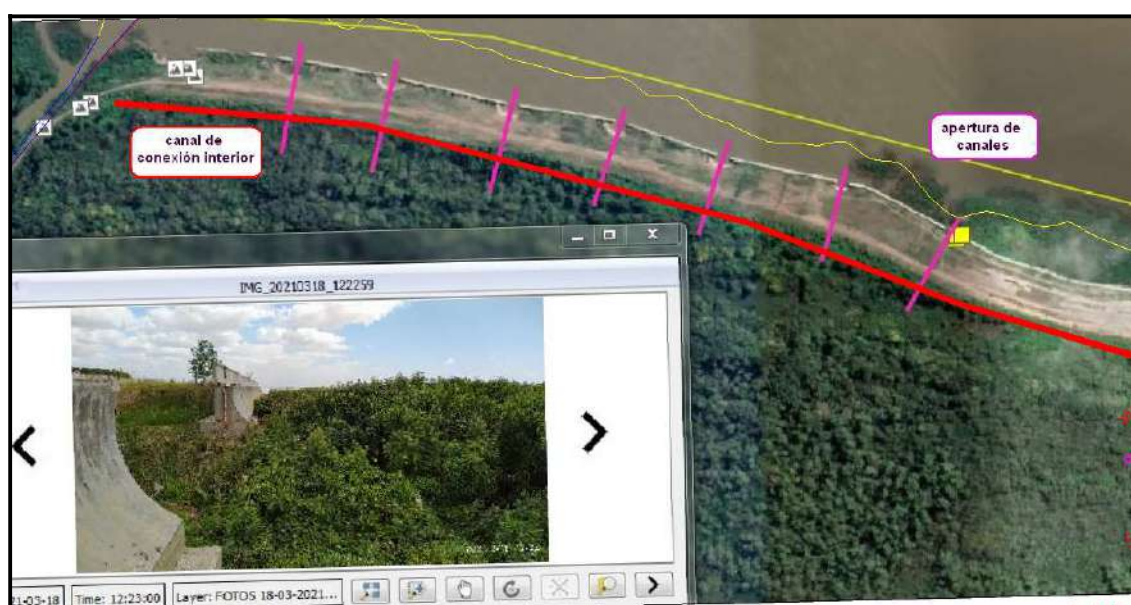 canal de
conexión interior
apertura de
canales
IMG_20210318_122259
21-03-18
Time: 12:23:00
Layer: FOTOS 18-03-2021...